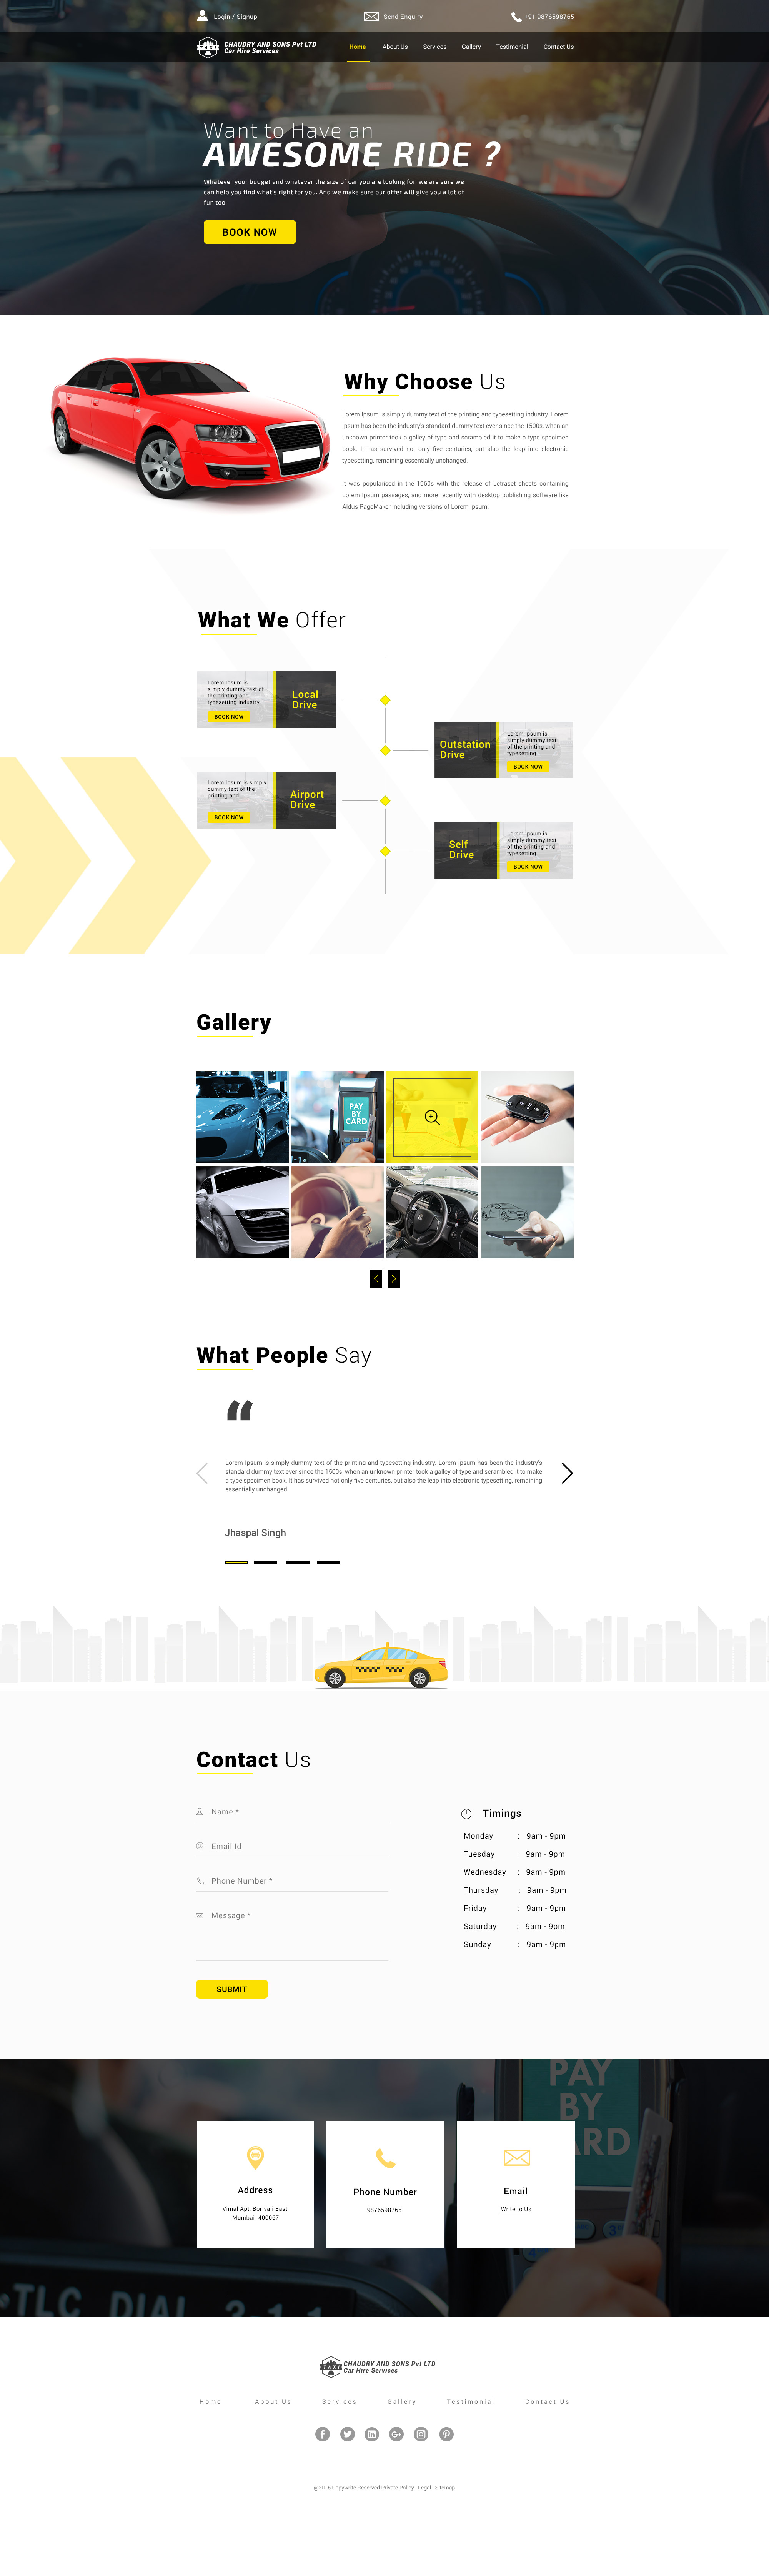 Login / Signup
Send Enquiry
+91 9876598765
TAXI
CHAUDRY AND SONS Pvt LTD
Car Hire Services
Home
About Us
Services
Gallery
Testimonial
Contact Us
Want to Have an
AWESOME RIDE ?
Whatever your budget and whatever the size of car you are looking for, we are sure we
can help you find what's right for you. And we make sure our offer will give you a lot of
fun too.
BOOK NOW
Why Choose Us
Lorem Ipsum is simply dummy text of the printing and typesetting industry. Lorem
Ipsum has been the industry's standard dummy text ever since the 1500s, when an
unknown printer took a galley of type and scrambled it to make a type specimen
book. It has survived not only five centuries, but also the leap into electronic
typesetting, remaining essentially unchanged.
It was popularised in the 1960s with the release of Letraset sheets containing
Lorem Ipsum passages, and more recently with desktop publishing software like
Aldus PageMaker including versions of Lorem Ipsum.
What We Offer
Lorem Ipsum is
simply dummy text of
the printing and
typesetting industry.
BOOK NOW
Local
Drive
Outstation
Drive
Lorem Ipsum is
simply dummy text
of the printing and
typesetting
BOOK NOW
Lorem Ipsum is simply
dummy text of the
printing and
BOOK NOW
Airport
Drive
Self
Drive
Lorem Ipsum is
simply dummy text
of the printing and
typesetting
BOOK NOW
Gallery
PAY
BY
CARD
What People Say
“
Lorem Ipsum is simply dummy text of the printing and typesetting industry. Lorem Ipsum has been the industry's
standard dummy text ever since the 1500s, when an unknown printer took a galley of type and scrambled it to make
a type specimen book. It has survived not only five centuries, but also the leap into electronic typesetting, remaining
essentially unchanged.
Jhaspal Singh
Contact Us
Name *
Email Id
Phone Number *
Message *
SUBMIT
Timings
Monday : 9am - 9pm
Tuesday : 9am - 9pm
Wednesday : 9am - 9pm
Thursday : 9am - 9pm
Friday : 9am - 9pm
Saturday : 9am - 9pm
Sunday : 9am - 9pm
PAY
BY
ARD
Address
Vimal Apt, Borivali East,
Mumbai -400067
Phone Number
9876598765
Email
Write to Us
TLC DIAL 3-1-1
TAXI
CHAUDRY AND SONS Pvt LTD
Car Hire Services
Home
About Us
Services
Gallery
Testimonial
Contact Us
@2016 Copywrite Reserved Private Policy | Legal | Sitemap